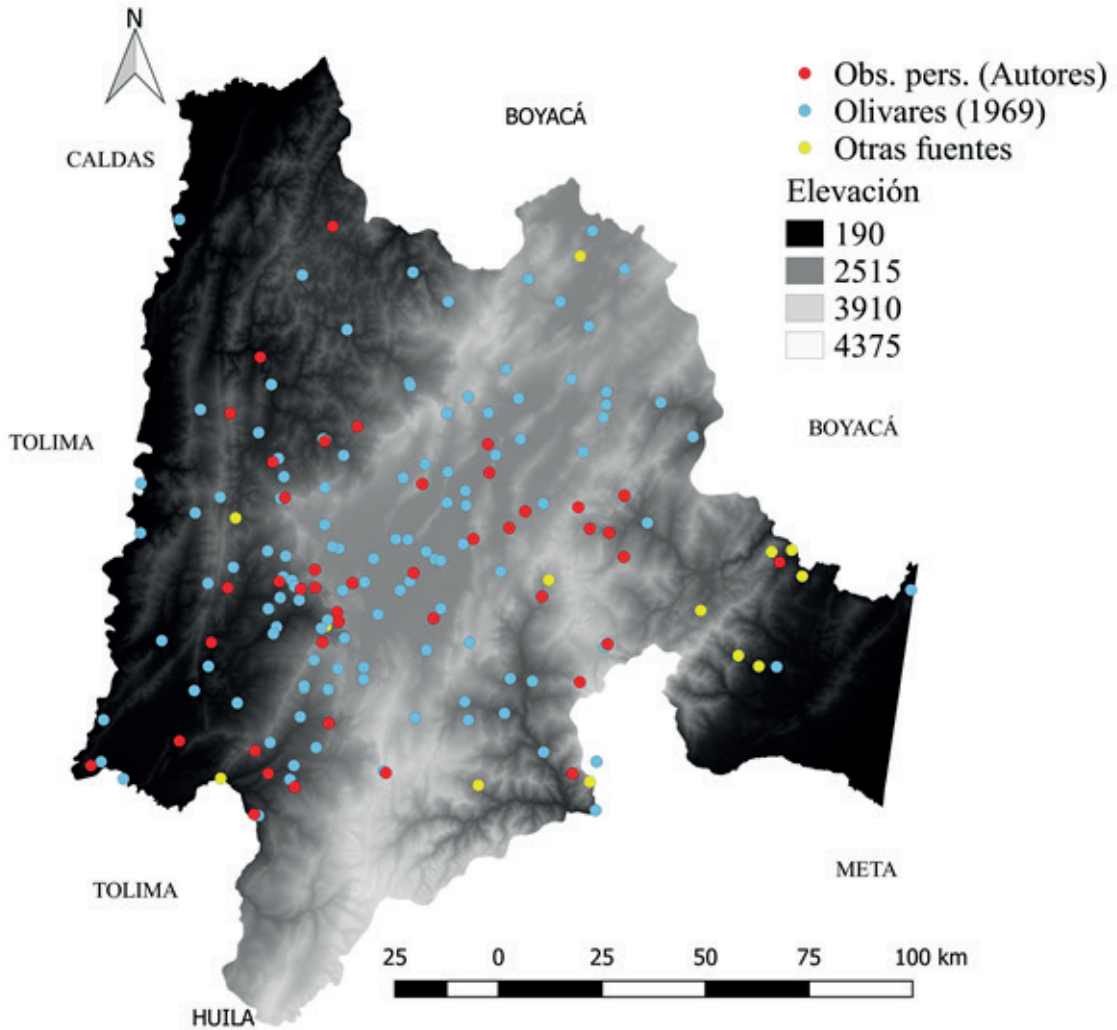 N
Obs. pers. (Autores)
Olivares (1969)
Otras fuentes
Elevación
190
2515
3910
4375
BOYACÁ
CALDAS
TOLIMA
BOYACÁ
META
TOLIMA
HUILA
25 0 25 50 75 100 km